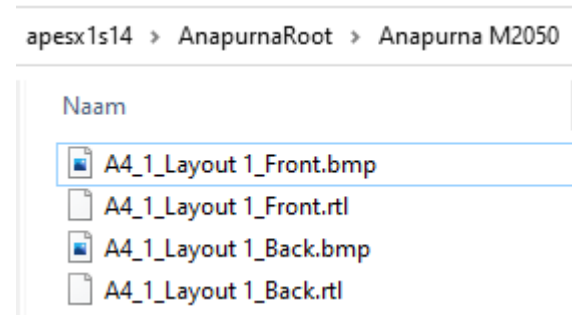 apesx1s14 > AnapurnaRoot > Anapurna M2050
Naam
A4_1_Layout 1_Front.bmp
A4_1_Layout 1_Front.rtl
A4_1_Layout 1_Back.bmp
A4_1_Layout 1_Back.rtl